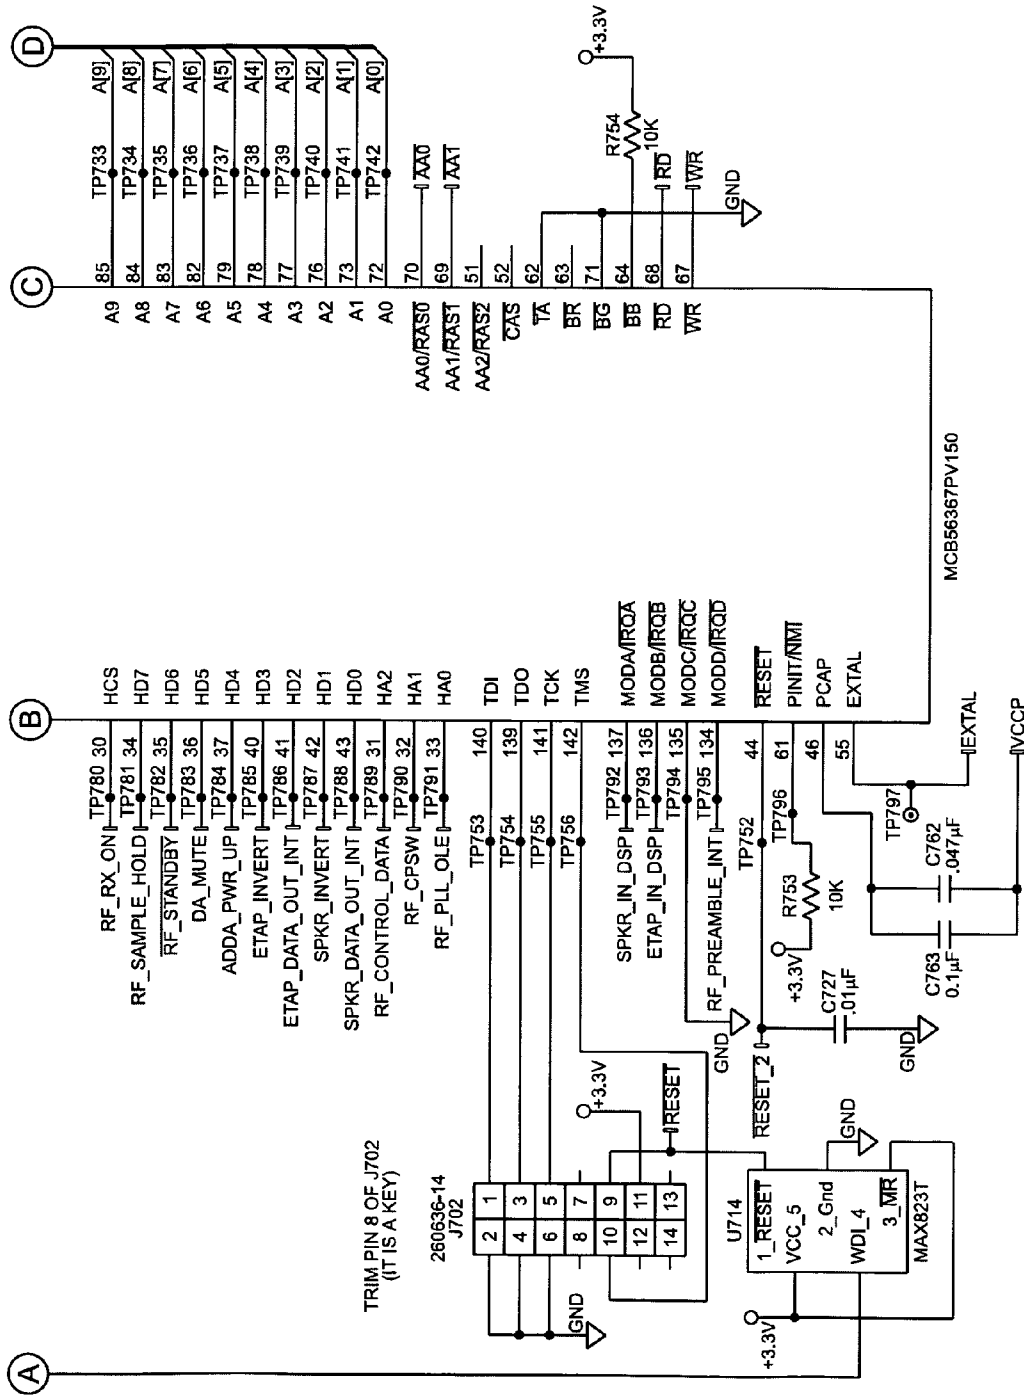 A
B
C
D
RF_RX_ON TP780 30 HCS
RF_SAMPLE_HOLD TP781 34 HD7
RF_STANDBY TP782 35 HD6
DA_MUTE TP783 36 HD5
ADDA_PWR_UP TP784 37 HD4
ETAP_INVERT TP785 40 HD3
ETAP_DATA_OUT_INT TP786 41 HD2
SPKR_INVERT TP787 42 HD1
SPKR_DATA_OUT_INT TP788 43 HD0
RF_CONTROL_DATA TP789 31 HA2
RF_CPSW TP790 32 HA1
RF_PLL_OLE TP791 33 HA0
TP753 140 TDI
TP754 139 TDO
TP755 141 TCK
TP756 142 TMS
SPKR_IN_DSP TP792 137 MODA/IRQA
ETAP_IN_DSP TP793 136 MODB/IRQB
TP794 135 MODC/IRQC
RF_PREAMBLE_INT TP795 134 MODD/IRQD
GND
RESET_2
TP752 44 RESET
TP796 61 PINIT/NMI
46 PCAP
55 EXTAL
+3.3V
R753
10K
C727
.01µF
GND
TP797
EXTAL
C762
.047µF
C763
0.1µF
VCCP
A9 85 TP733 A[9]
A8 84 TP734 A[8]
A7 83 TP735 A[7]
A6 82 TP736 A[6]
A5 79 TP737 A[5]
A4 78 TP738 A[4]
A3 77 TP739 A[3]
A2 76 TP740 A[2]
A1 73 TP741 A[1]
A0 72 TP742 A[0]
AA0/RAS0 70 AA0
AA1/RAS1 69 AA1
AA2/RAS2 51
CAS 52
TA 62
BR 63
BG 71
BB 64
RD 68 RD
WR 67 WR
R754
10K
+3.3V
GND
MCB56367PV150
TRIM PIN 8 OF J702
(IT IS A KEY)
260636-14
J702
2 1
4 3
6 5
8 7
10 9
12 11
14 13
GND
+3.3V
RESET
U714
1_RESET
VCC_5
2_Gnd
WDI_4
3_MR
MAX823T
GND
+3.3V